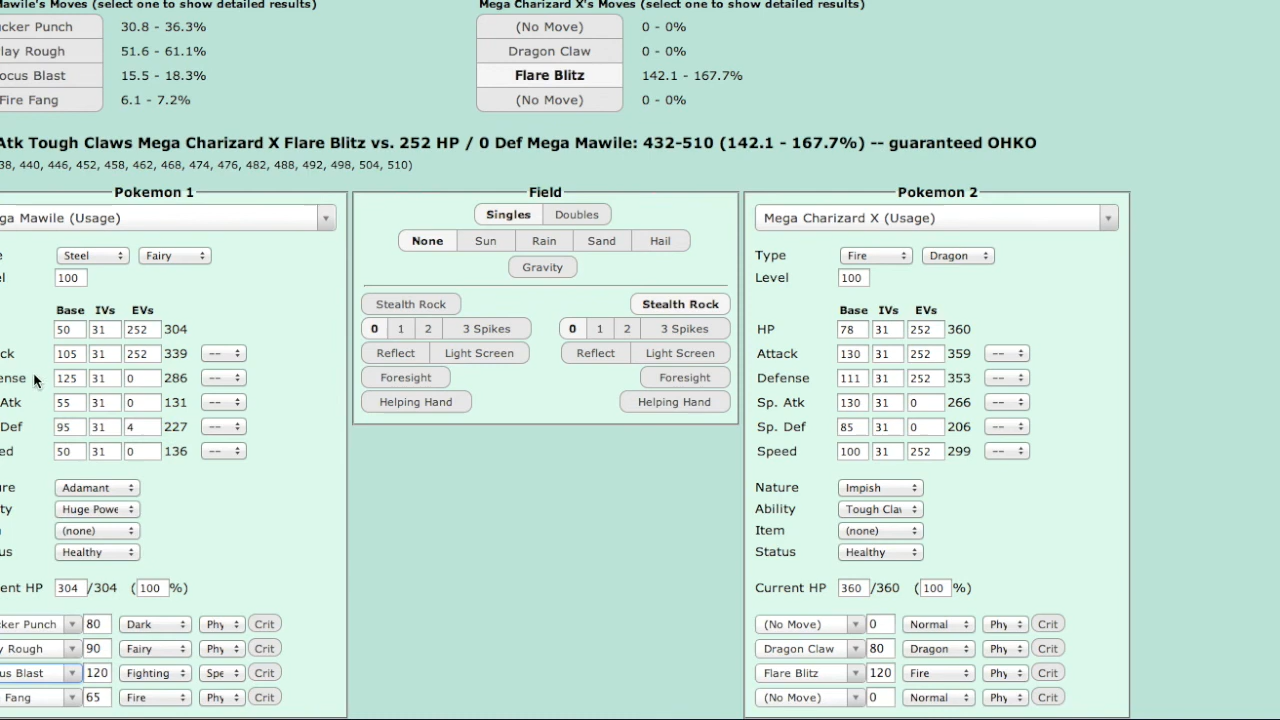 Mawile's Moves (select one to show detailed results) Mega Charizard X's Moves (select one to show detailed results)
ucker Punch 30.8 - 36.3% (No Move) 0 - 0%
lay Rough 51.6 - 61.1% Dragon Claw 0 - 0%
ocus Blast 15.5 - 18.3% Flare Blitz 142.1 - 167.7%
Fire Fang 6.1 - 7.2% (No Move) 0 - 0%
Atk Tough Claws Mega Charizard X Flare Blitz vs. 252 HP / 0 Def Mega Mawile: 432-510 (142.1 - 167.7%) -- guaranteed OHKO
38, 440, 446, 452, 458, 462, 468, 474, 476, 482, 488, 492, 498, 504, 510)
Pokemon 1 Field Pokemon 2
ga Mawile (Usage) Singles Doubles Mega Charizard X (Usage)
None Sun Rain Sand Hail
e Steel Fairy Type Fire Dragon
Gravity
el 100 Level 100
Stealth Rock Stealth Rock
Base IVs EVs Base IVs EVs
50 31 252 304 0 1 2 3 Spikes 0 1 2 3 Spikes HP 78 31 252 360
ck 105 31 252 339 -- Reflect Light Screen Reflect Light Screen Attack 130 31 252 359 --
ense 125 31 0 286 -- Foresight Foresight Defense 111 31 252 353 --
Atk 55 31 0 131 -- Helping Hand Helping Hand Sp. Atk 130 31 0 266 --
Def 95 31 4 227 -- Sp. Def 85 31 0 206 --
ed 50 31 0 136 -- Speed 100 31 252 299 --
ure Adamant Nature Impish
ty Huge Powe Ability Tough Cla
(none) Item (none)
us Healthy Status Healthy
ent HP 304 /304 ( 100 %) Current HP 360 /360 ( 100 %)
cker Punch 80 Dark Phy Crit (No Move) 0 Normal Phy Crit
y Rough 90 Fairy Phy Crit Dragon Claw 80 Dragon Phy Crit
us Blast 120 Fighting Spe Crit Flare Blitz 120 Fire Phy Crit
Fang 65 Fire Phy Crit (No Move) 0 Normal Phy Crit